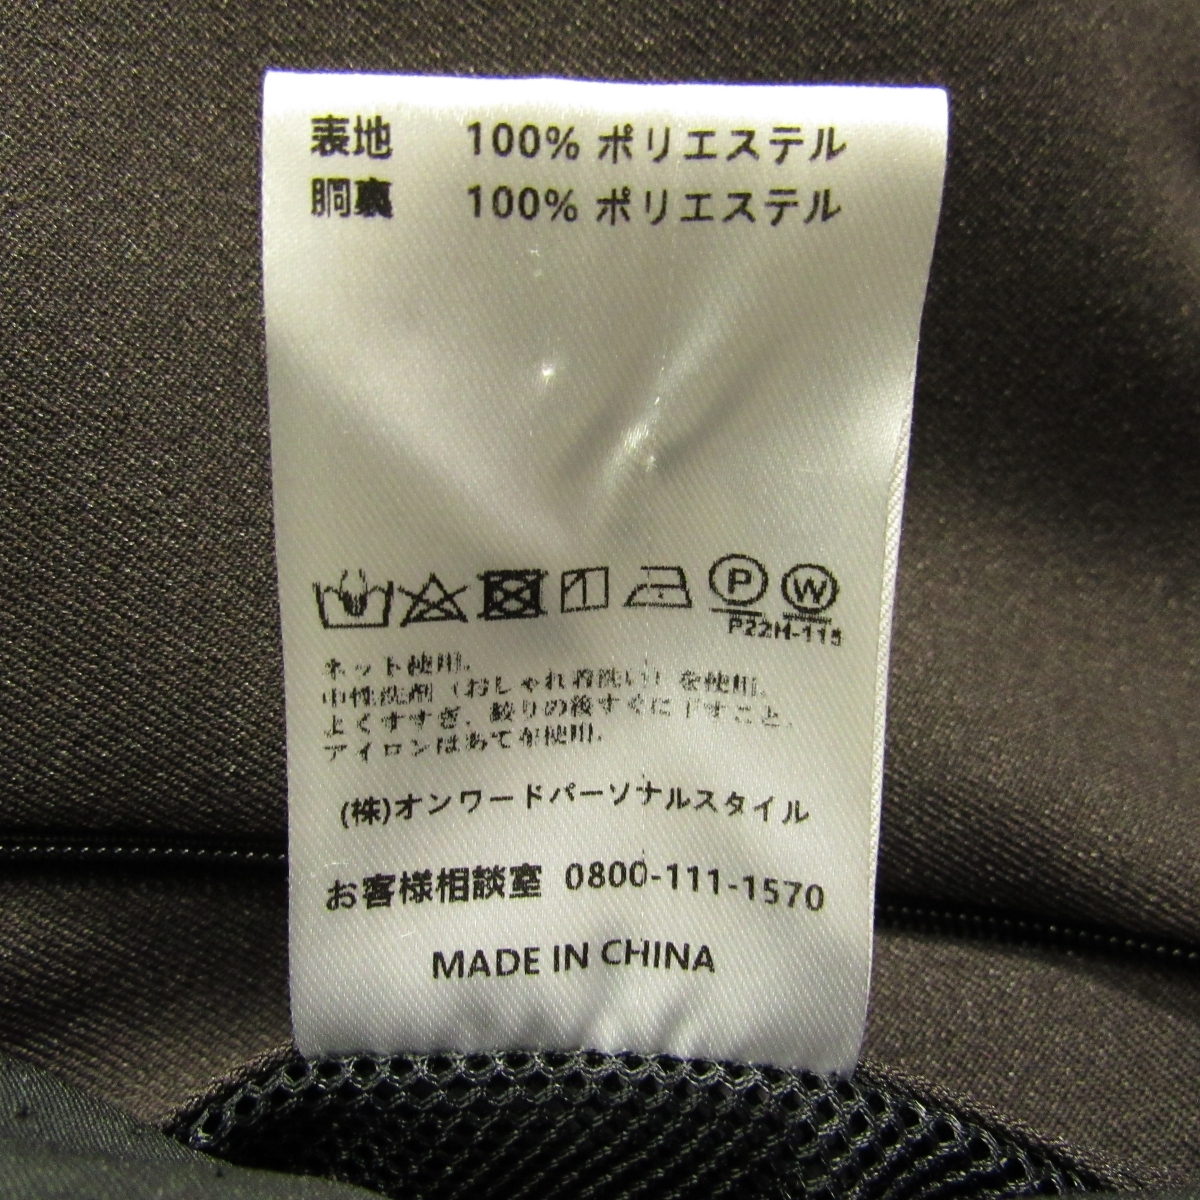 表地 100% ポリエステル
胴裏 100% ポリエステル
P W
P22H-115
ネット使用。
中性洗剤（おしゃれ着洗い）を使用。
よくすすぎ、絞りの後すぐに干すこと。
アイロンはあて布使用。
(株)オンワードパーソナルスタイル
お客様相談室 0800-111-1570
MADE IN CHINA